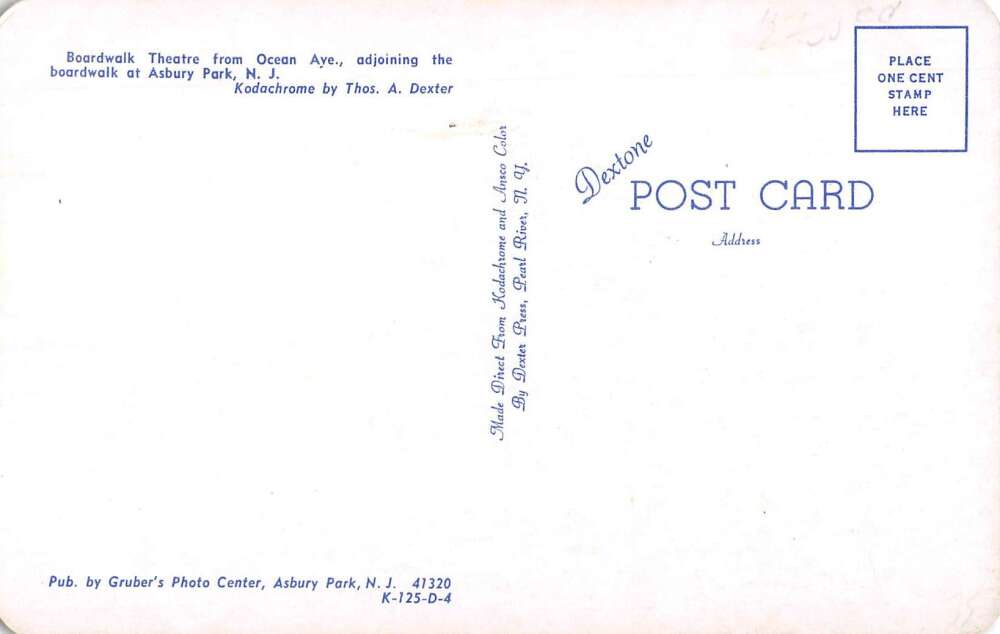 Boardwalk Theatre from Ocean Aye., adjoining the
boardwalk at Asbury Park, N. J.
Kodachrome by Thos. A. Dexter
Made Direct From Kodachrome and Ansco Color
By Dexter Press, Pearl River, N. Y.
PLACE
ONE CENT
STAMP
HERE
Dextone
POST CARD
Address
Pub. by Gruber's Photo Center, Asbury Park, N. J. 41320
K-125-D-4